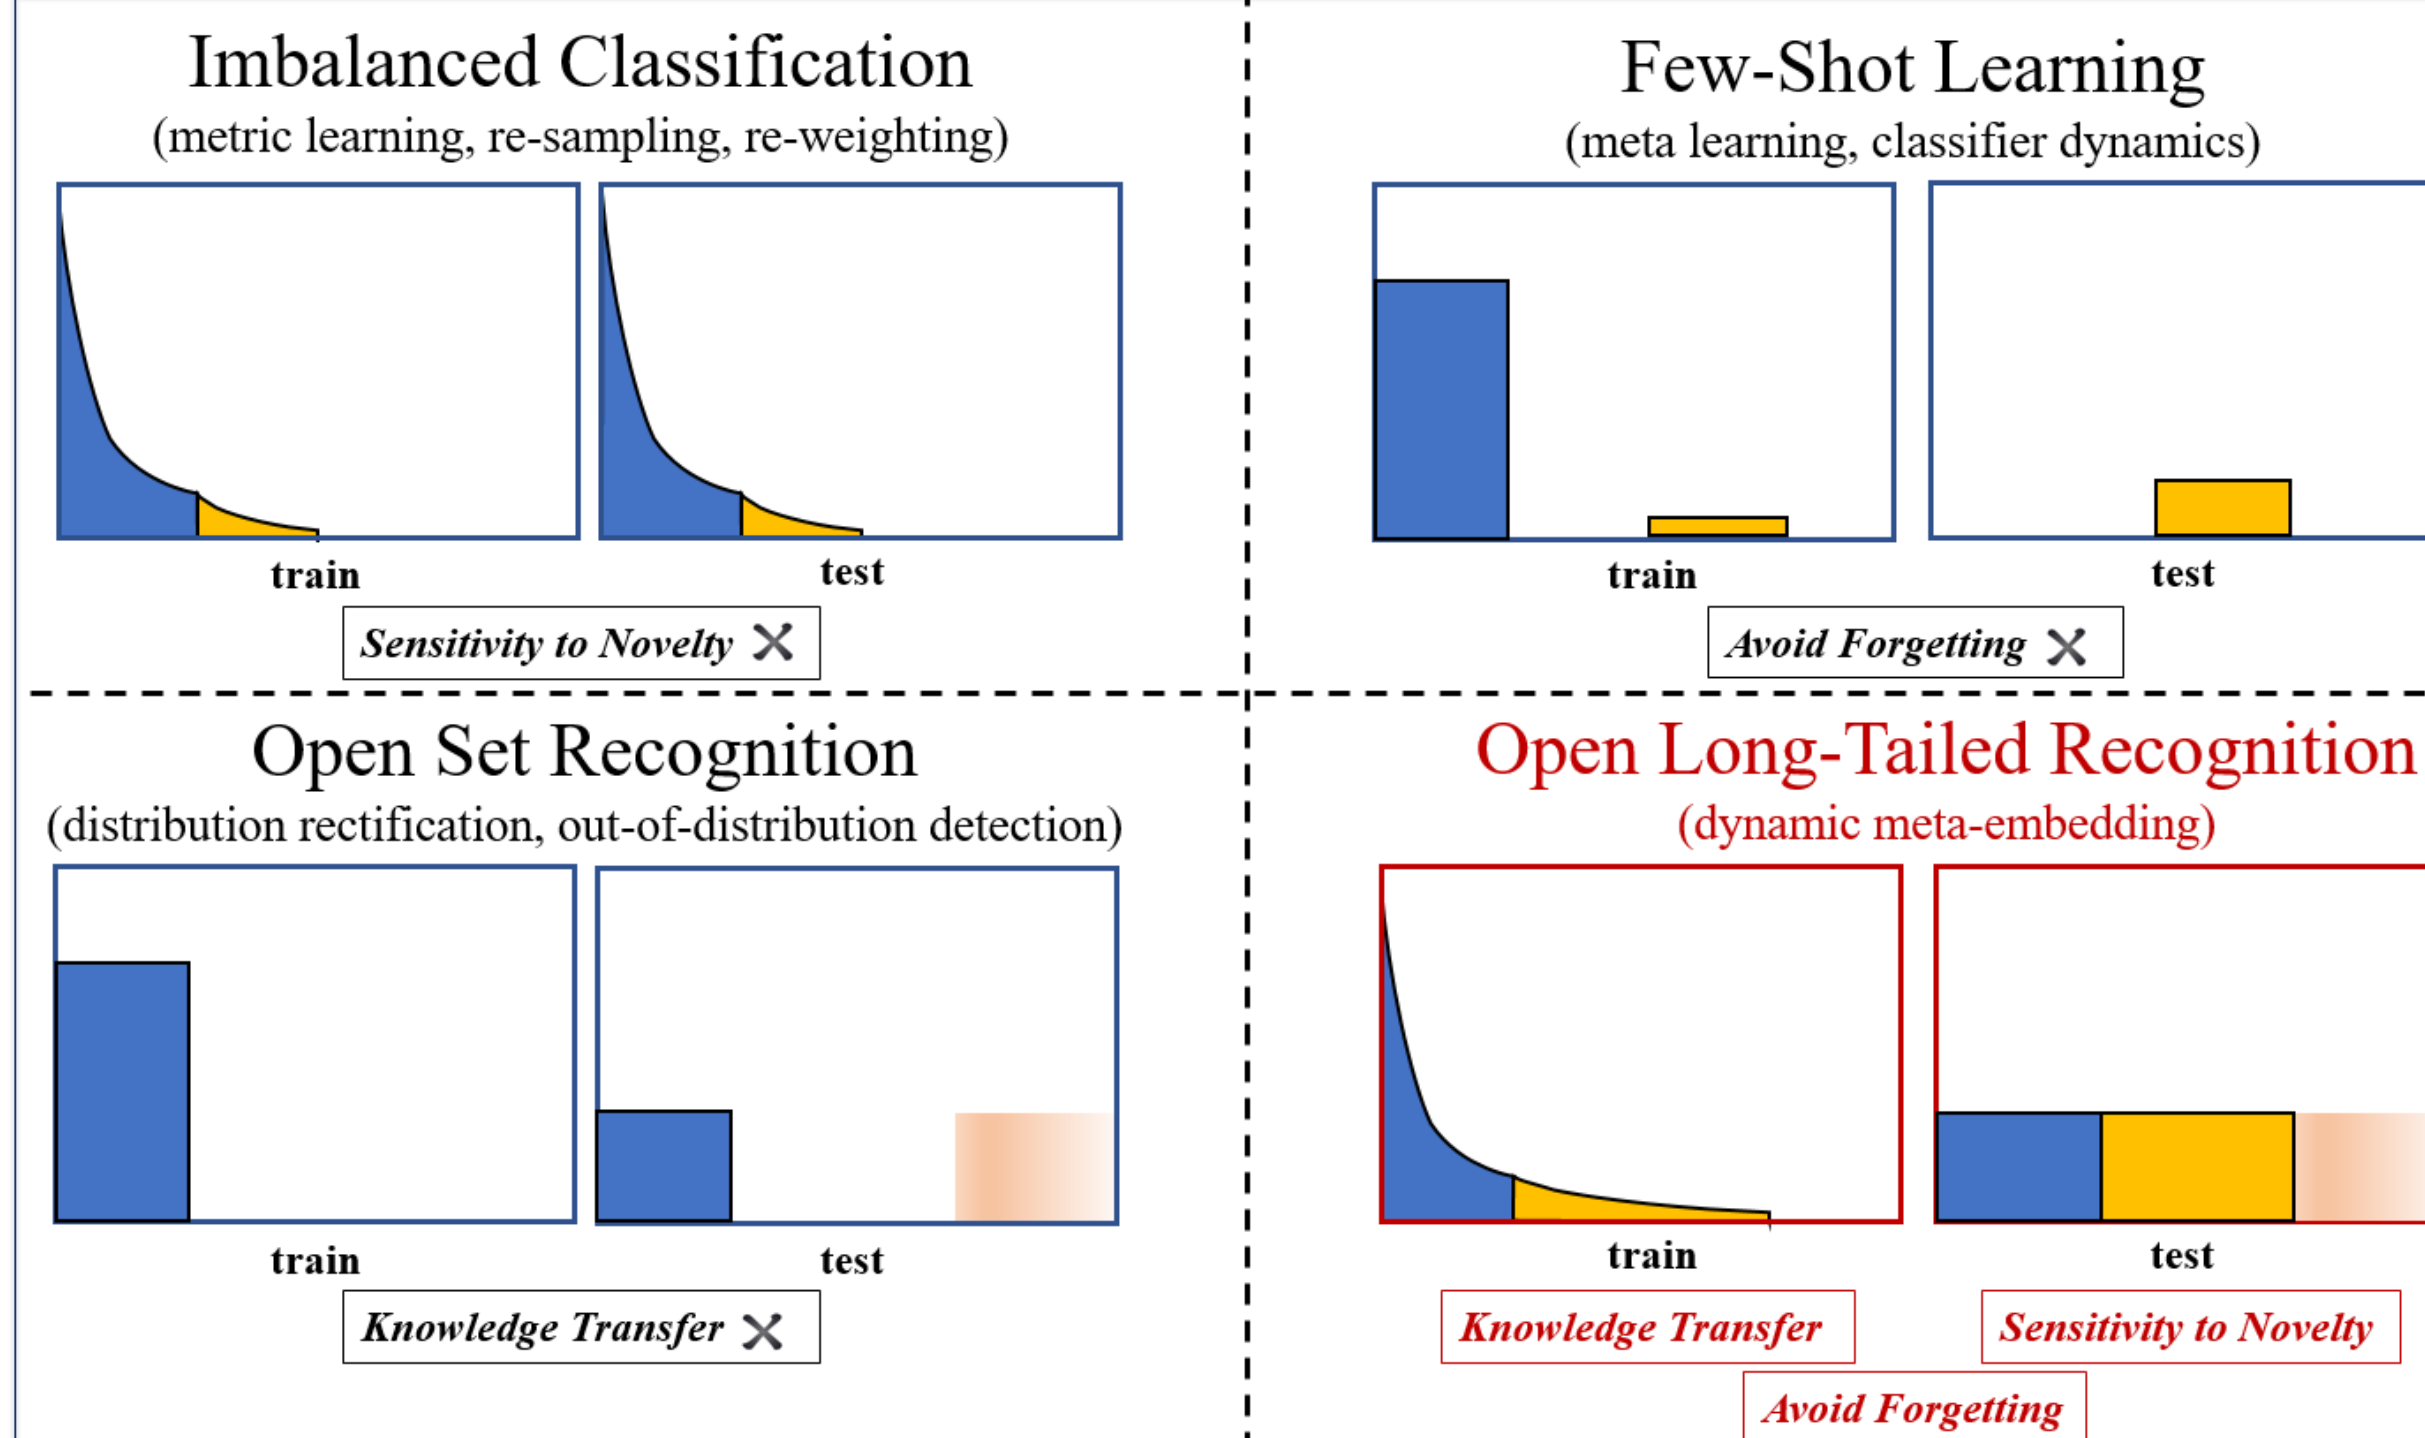 Imbalanced Classification
(metric learning, re-sampling, re-weighting)
train
test
Sensitivity to Novelty
Few-Shot Learning
(meta learning, classifier dynamics)
train
test
Avoid Forgetting
Open Set Recognition
(distribution rectification, out-of-distribution detection)
train
test
Knowledge Transfer
Open Long-Tailed Recognition
(dynamic meta-embedding)
train
test
Knowledge Transfer
Sensitivity to Novelty
Avoid Forgetting